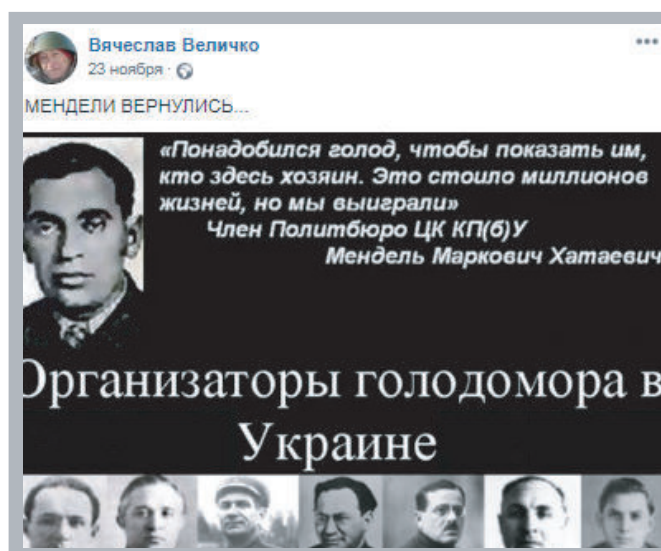 Вячеслав Величко
23 ноября
МЕНДЕЛИ ВЕРНУЛИСЬ...
«Понадобился голод, чтобы показать им,
кто здесь хозяин. Это стоило миллионов
жизней, но мы выиграли»
Член Политбюро ЦК КП(б)У
Мендель Маркович Хатаевич
Организаторы голодомора в
Украине